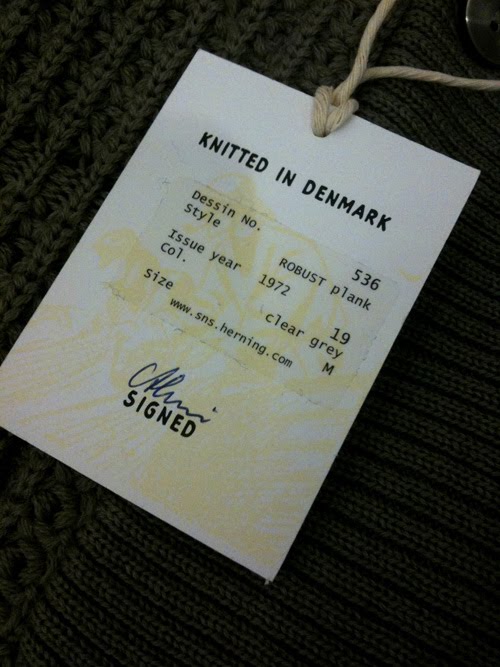 KNITTED IN DENMARK
Dessin No. 536
Style ROBUST plank
Issue year 1972 19
Col. clear grey
Size M
www.sns.herning.com
SIGNED